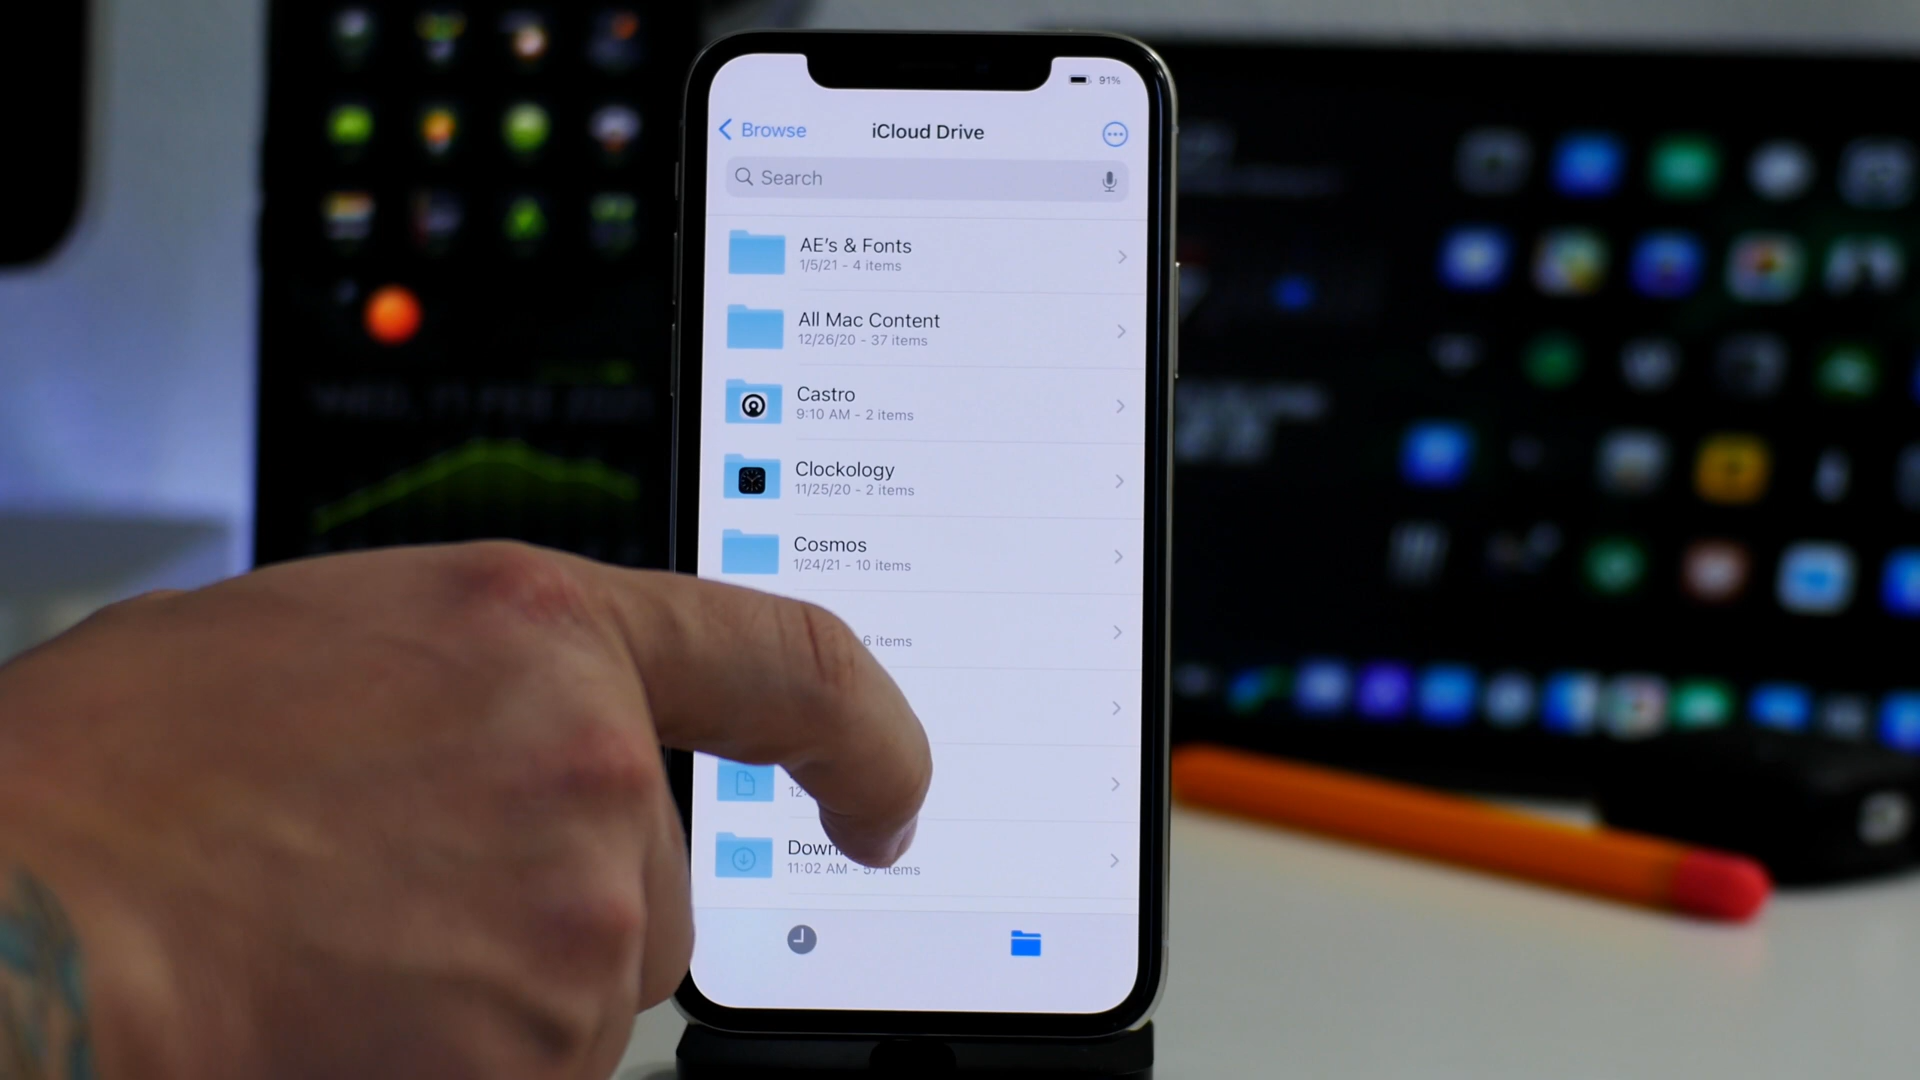 91%
Browse
iCloud Drive
Search
AE's & Fonts
1/5/21 - 4 items
All Mac Content
12/26/20 - 37 items
Castro
9:10 AM - 2 items
Clockology
11/25/20 - 2 items
Cosmos
1/24/21 - 10 items
6 items
11:02 AM - 57 items